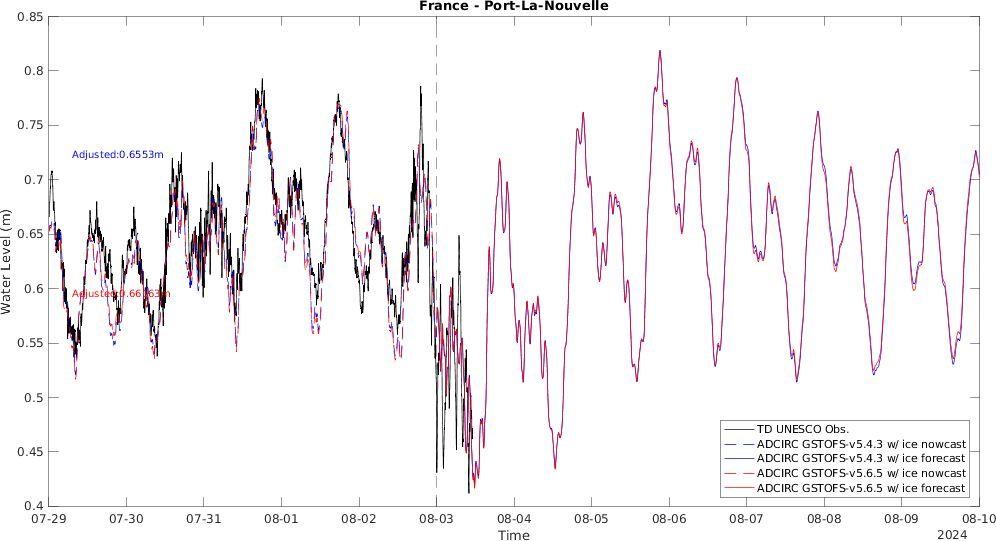 France - Port-La-Nouvelle
0.85
0.8
0.75
0.7
0.65
0.6
0.55
0.5
0.45
0.4
Water Level (m)
Adjusted:0.6553m
TD UNESCO Obs.
ADCIRC GSTOFS-v5.4.3 w/ ice nowcast
ADCIRC GSTOFS-v5.4.3 w/ ice forecast
ADCIRC GSTOFS-v5.6.5 w/ ice nowcast
ADCIRC GSTOFS-v5.6.5 w/ ice forecast
07-29 07-30 07-31 08-01 08-02 08-03 08-04 08-05 08-06 08-07 08-08 08-09 08-10
Time
2024